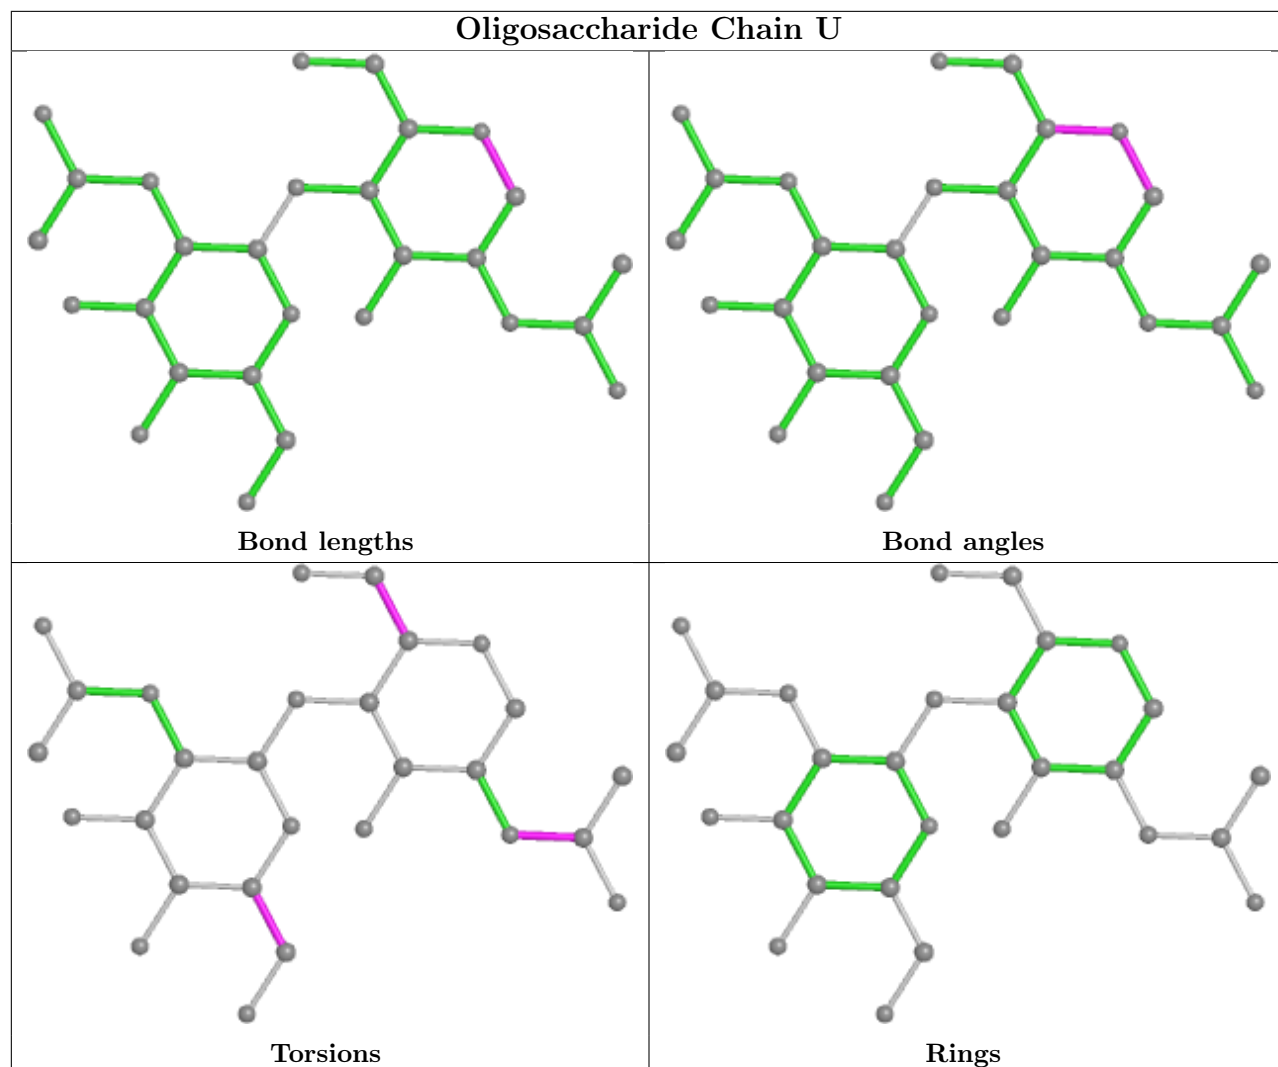 Oligosaccharide Chain U
Bond lengths
Bond angles
Torsions
Rings